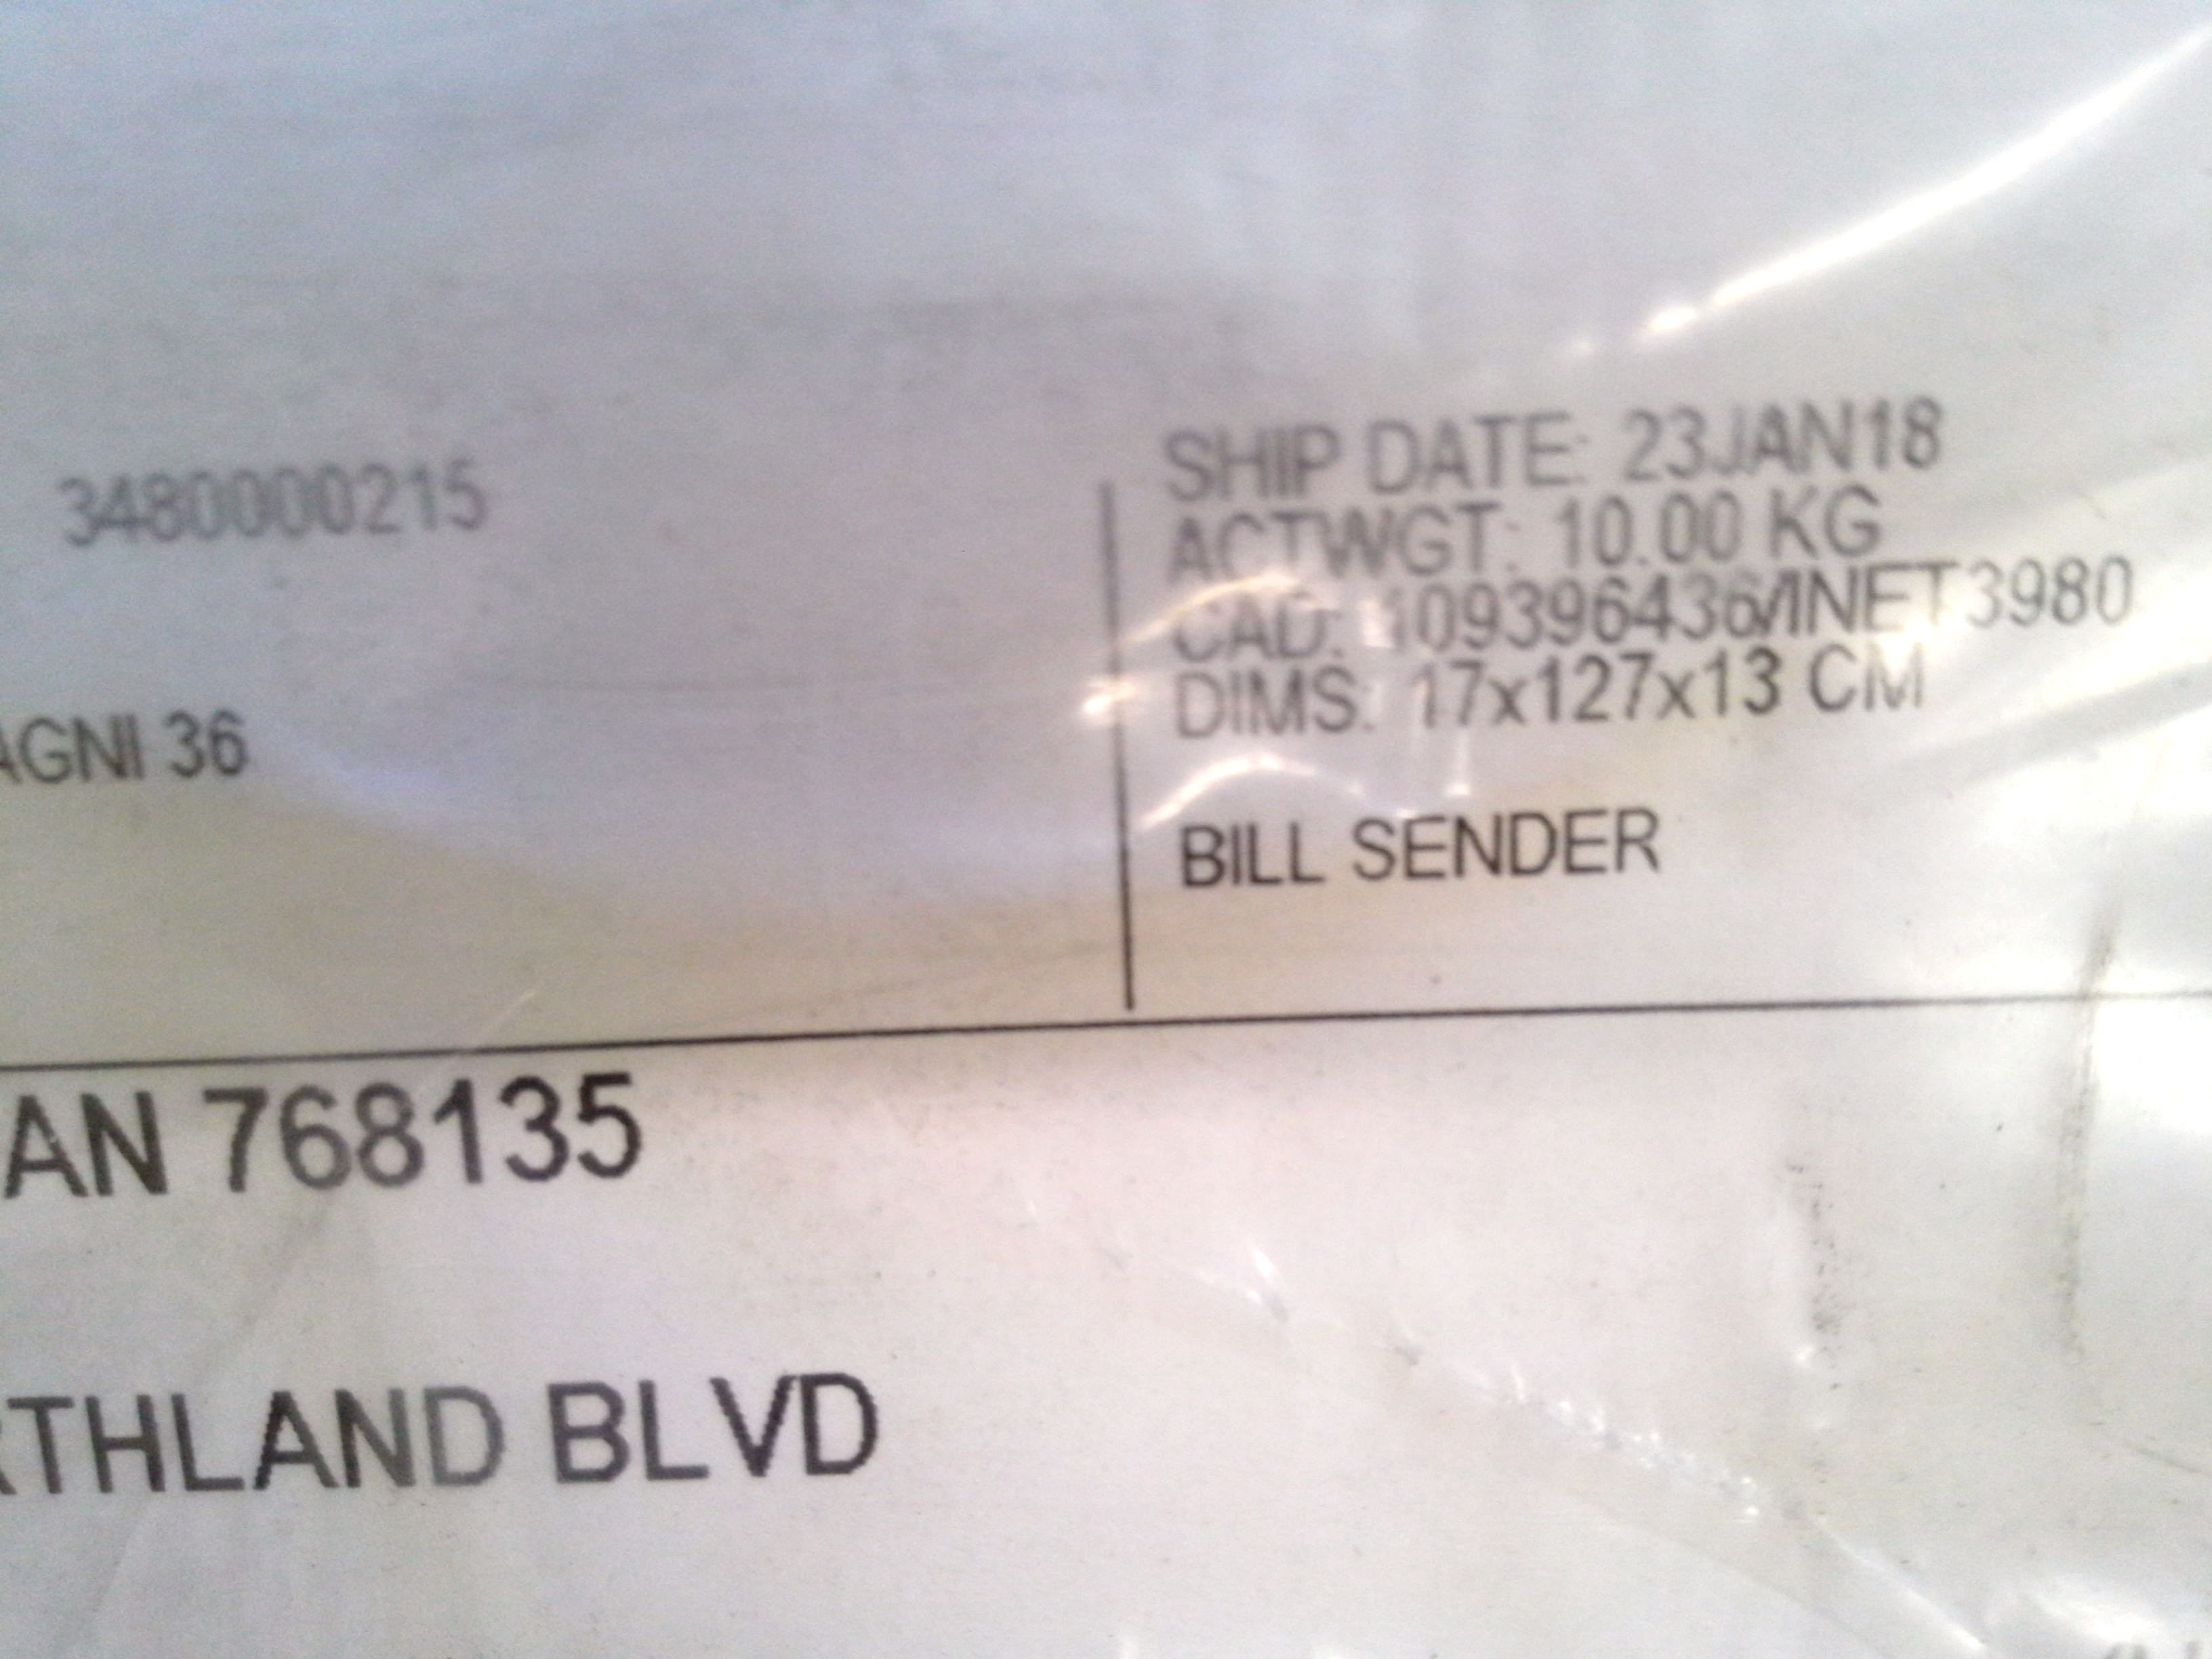 3480000215
AGNI 36
SHIP DATE: 23JAN18
ACTWGT: 10.00 KG
CAD: 109396436/INET3980
DIMS: 17x127x13 CM
BILL SENDER
AN 768135
RTHLAND BLVD